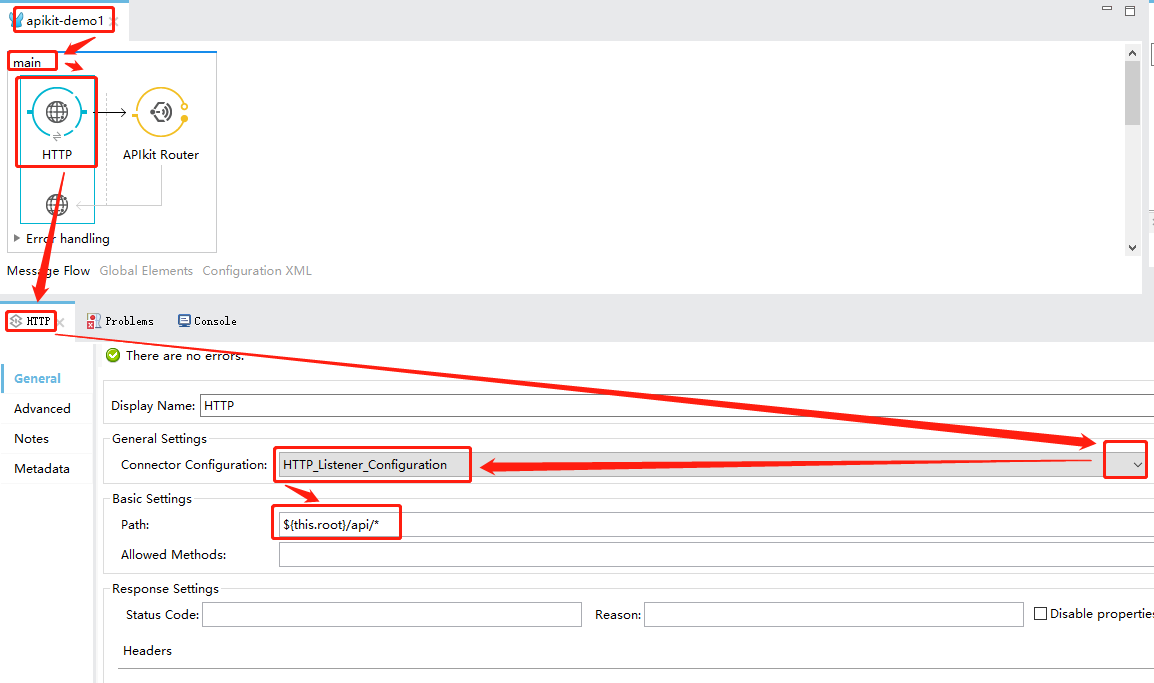 apikit-demo1
main
HTTP
APIkit Router
Error handling
Message Flow Global Elements Configuration XML
HTTP Problems Console
There are no errors.
General
Display Name: HTTP
Advanced
General Settings
Notes
Connector Configuration: HTTP_Listener_Configuration
Metadata
Basic Settings
Path: ${this.root}/api/*
Allowed Methods:
Response Settings
Status Code: Reason: Disable properties
Headers